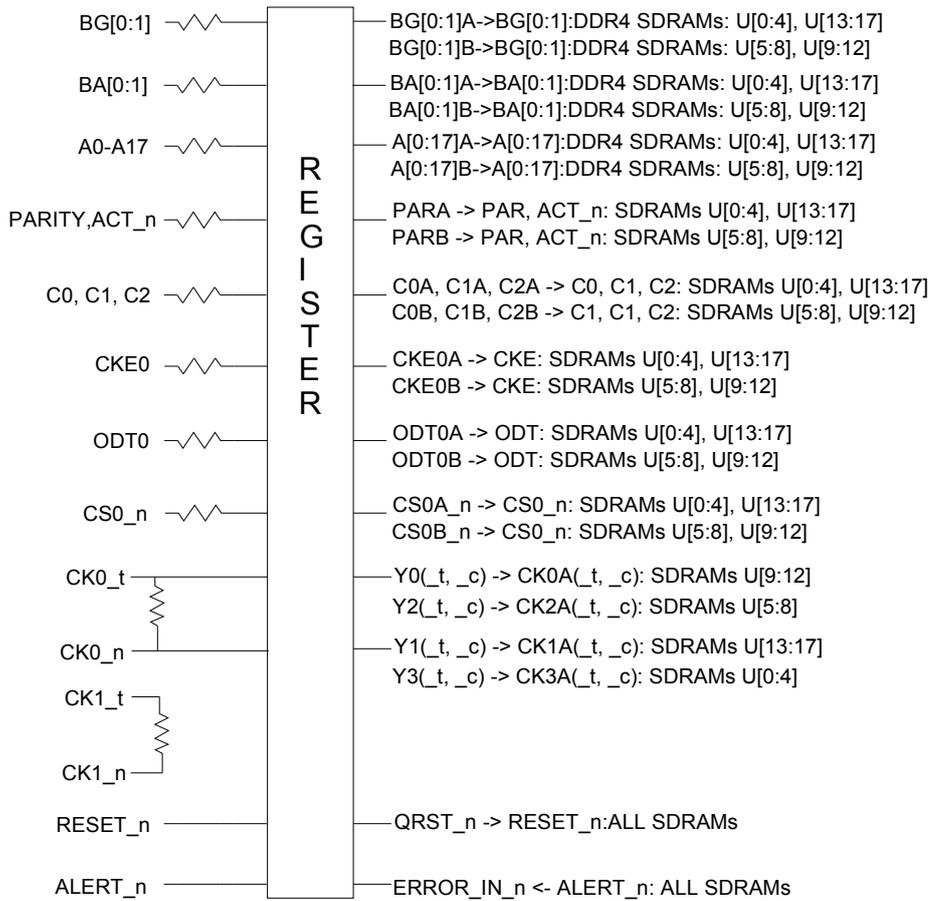 BG[0:1]
BG[0:1]A->BG[0:1]:DDR4 SDRAMs: U[0:4], U[13:17]
BG[0:1]B->BG[0:1]:DDR4 SDRAMs: U[5:8], U[9:12]
BA[0:1]
BA[0:1]A->BA[0:1]:DDR4 SDRAMs: U[0:4], U[13:17]
BA[0:1]B->BA[0:1]:DDR4 SDRAMs: U[5:8], U[9:12]
A0-A17
A[0:17]A->A[0:17]:DDR4 SDRAMs: U[0:4], U[13:17]
A[0:17]B->A[0:17]:DDR4 SDRAMs: U[5:8], U[9:12]
REGISTER
PARITY,ACT_n
PARA -> PAR, ACT_n: SDRAMs U[0:4], U[13:17]
PARB -> PAR, ACT_n: SDRAMs U[5:8], U[9:12]
C0, C1, C2
C0A, C1A, C2A -> C0, C1, C2: SDRAMs U[0:4], U[13:17]
C0B, C1B, C2B -> C1, C1, C2: SDRAMs U[5:8], U[9:12]
CKE0
CKE0A -> CKE: SDRAMs U[0:4], U[13:17]
CKE0B -> CKE: SDRAMs U[5:8], U[9:12]
ODT0
ODT0A -> ODT: SDRAMs U[0:4], U[13:17]
ODT0B -> ODT: SDRAMs U[5:8], U[9:12]
CS0_n
CS0A_n -> CS0_n: SDRAMs U[0:4], U[13:17]
CS0B_n -> CS0_n: SDRAMs U[5:8], U[9:12]
CK0_t
Y0(_t, _c) -> CK0A(_t, _c): SDRAMs U[9:12]
Y2(_t, _c) -> CK2A(_t, _c): SDRAMs U[5:8]
CK0_n
Y1(_t, _c) -> CK1A(_t, _c): SDRAMs U[13:17]
Y3(_t, _c) -> CK3A(_t, _c): SDRAMs U[0:4]
CK1_t
CK1_n
RESET_n
QRST_n -> RESET_n:ALL SDRAMs
ALERT_n
ERROR_IN_n <- ALERT_n: ALL SDRAMs